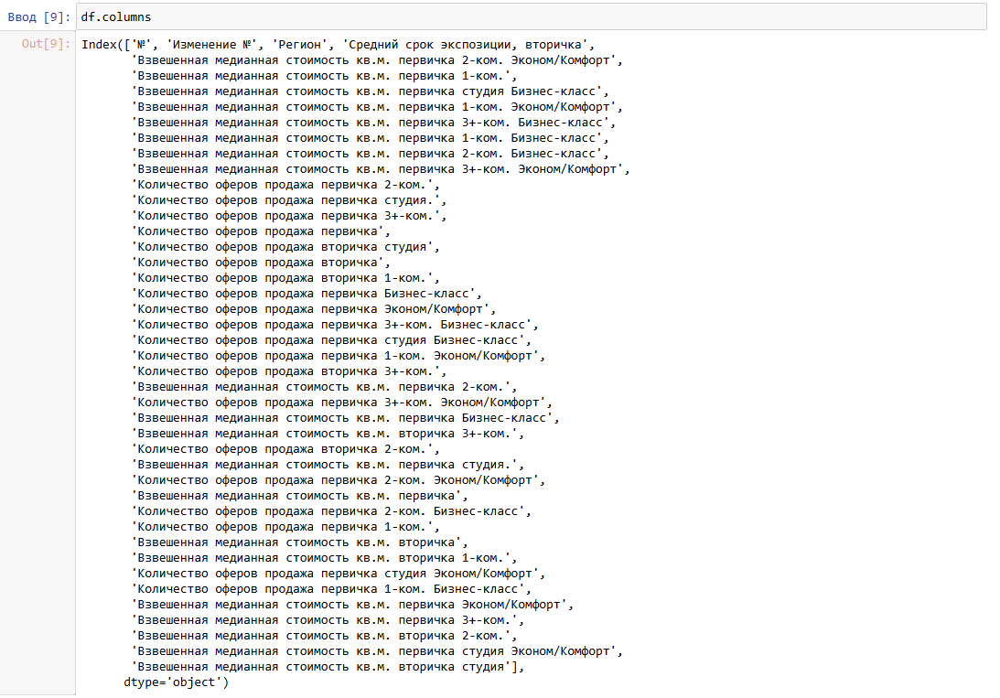 Ввод [9]: df.columns
Out[9]: Index(['№', 'Изменение №', 'Регион', 'Средний срок экспозиции, вторичка',
'Взвешенная медианная стоимость кв.м. первичка 2-ком. Эконом/Комфорт',
'Взвешенная медианная стоимость кв.м. первичка 1-ком.',
'Взвешенная медианная стоимость кв.м. первичка студия Бизнес-класс',
'Взвешенная медианная стоимость кв.м. первичка 1-ком. Эконом/Комфорт',
'Взвешенная медианная стоимость кв.м. первичка 3+-ком. Бизнес-класс',
'Взвешенная медианная стоимость кв.м. первичка 1-ком. Бизнес-класс',
'Взвешенная медианная стоимость кв.м. первичка 2-ком. Бизнес-класс',
'Взвешенная медианная стоимость кв.м. первичка 3+-ком. Эконом/Комфорт',
'Количество оферов продажа первичка 2-ком.',
'Количество оферов продажа первичка студия.',
'Количество оферов продажа первичка 3+-ком.',
'Количество оферов продажа первичка',
'Количество оферов продажа вторичка студия',
'Количество оферов продажа вторичка',
'Количество оферов продажа вторичка 1-ком.',
'Количество оферов продажа первичка Бизнес-класс',
'Количество оферов продажа первичка Эконом/Комфорт',
'Количество оферов продажа первичка 3+-ком. Бизнес-класс',
'Количество оферов продажа первичка студия Бизнес-класс',
'Количество оферов продажа первичка 1-ком. Эконом/Комфорт',
'Количество оферов продажа вторичка 3+-ком.',
'Взвешенная медианная стоимость кв.м. первичка 2-ком.',
'Количество оферов продажа первичка 3+-ком. Эконом/Комфорт',
'Взвешенная медианная стоимость кв.м. первичка Бизнес-класс',
'Взвешенная медианная стоимость кв.м. вторичка 3+-ком.',
'Количество оферов продажа вторичка 2-ком.',
'Взвешенная медианная стоимость кв.м. первичка студия.',
'Количество оферов продажа первичка 2-ком. Эконом/Комфорт',
'Взвешенная медианная стоимость кв.м. первичка',
'Количество оферов продажа первичка 2-ком. Бизнес-класс',
'Количество оферов продажа первичка 1-ком.',
'Взвешенная медианная стоимость кв.м. вторичка',
'Взвешенная медианная стоимость кв.м. вторичка 1-ком.',
'Количество оферов продажа первичка студия Эконом/Комфорт',
'Количество оферов продажа первичка 1-ком. Бизнес-класс',
'Взвешенная медианная стоимость кв.м. первичка Эконом/Комфорт',
'Взвешенная медианная стоимость кв.м. первичка 3+-ком.',
'Взвешенная медианная стоимость кв.м. вторичка 2-ком.',
'Взвешенная медианная стоимость кв.м. первичка студия Эконом/Комфорт',
'Взвешенная медианная стоимость кв.м. вторичка студия'],
dtype='object')